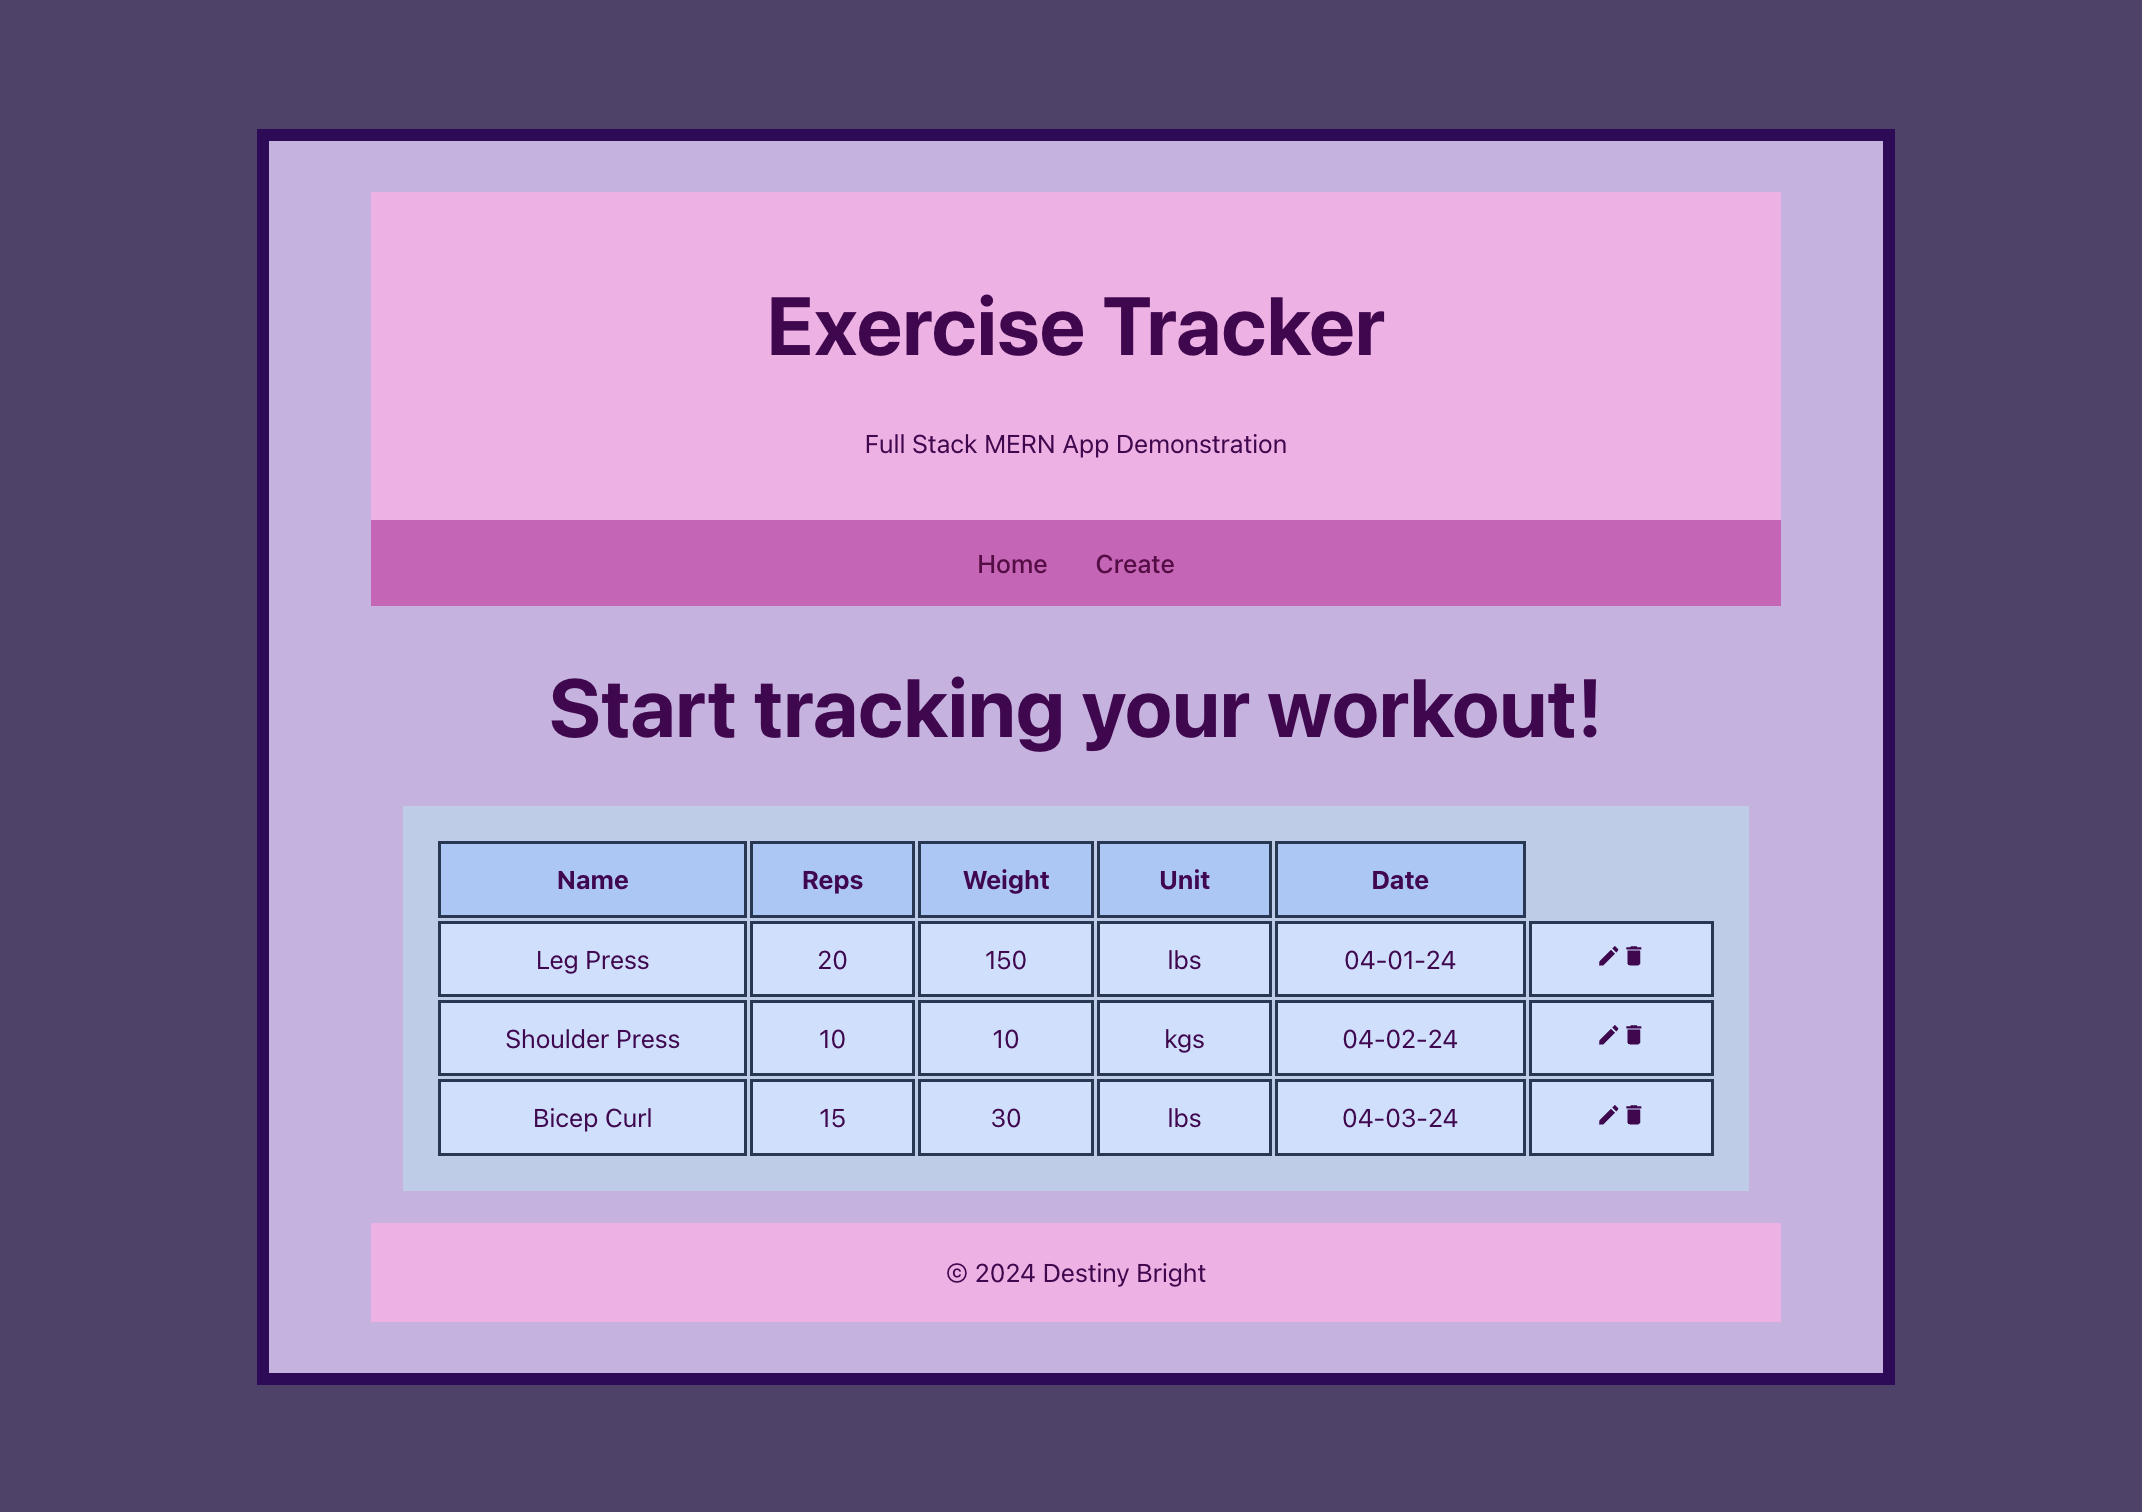 Exercise Tracker
Full Stack MERN App Demonstration
Home Create
Start tracking your workout!
Name Reps Weight Unit Date
Leg Press 20 150 lbs 04-01-24
Shoulder Press 10 10 kgs 04-02-24
Bicep Curl 15 30 lbs 04-03-24
© 2024 Destiny Bright